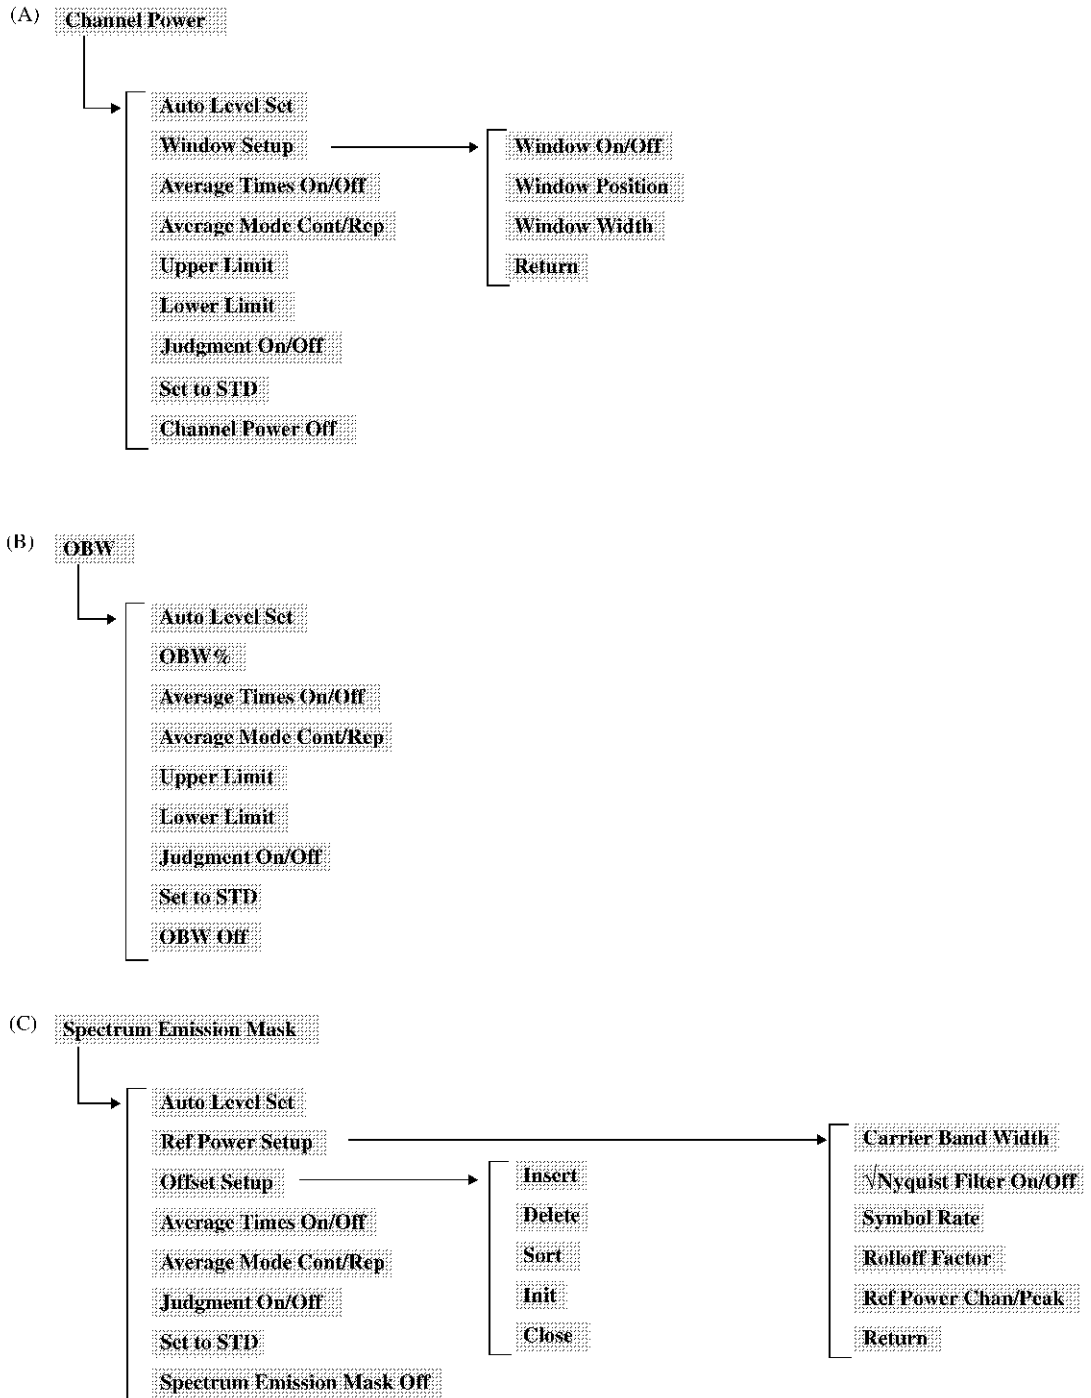 (A) Channel Power
Auto Level Set
Window Setup
Window On/Off
Average Times On/Off
Window Position
Average Mode Cont/Rep
Window Width
Upper Limit
Return
Lower Limit
Judgment On/Off
Set to STD
Channel Power Off
(B) OBW
Auto Level Set
OBW%
Average Times On/Off
Average Mode Cont/Rep
Upper Limit
Lower Limit
Judgment On/Off
Set to STD
OBW Off
(C) Spectrum Emission Mask
Auto Level Set
Ref Power Setup
Carrier Band Width
Offset Setup
Insert
√Nyquist Filter On/Off
Average Times On/Off
Delete
Symbol Rate
Average Mode Cont/Rep
Sort
Rolloff Factor
Judgment On/Off
Init
Ref Power Chan/Peak
Set to STD
Close
Return
Spectrum Emission Mask Off